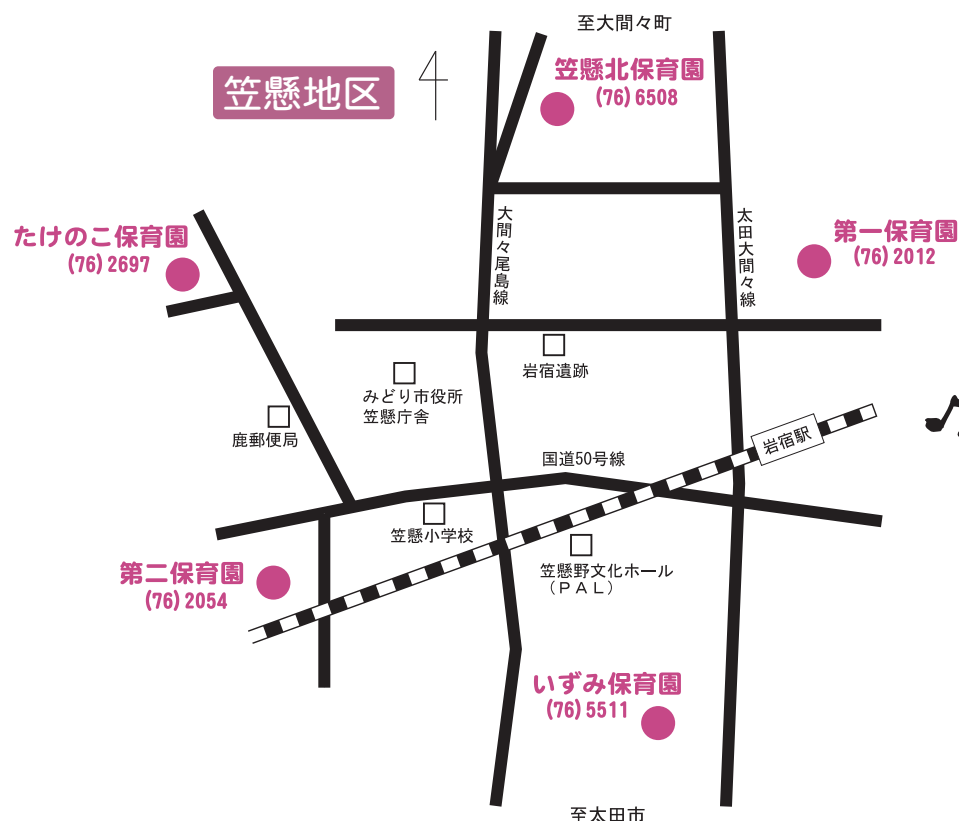 至大間々町
笠懸地区
笠懸北保育園
(76)6508
たけのこ保育園
(76)2697
大間々尾島線
太田大間々線
第一保育園
(76)2012
岩宿遺跡
みどり市役所
笠懸庁舎
鹿郵便局
岩宿駅
国道50号線
笠懸小学校
笠懸野文化ホール
（ＰＡＬ）
第二保育園
(76)2054
いずみ保育園
(76)5511
至太田市